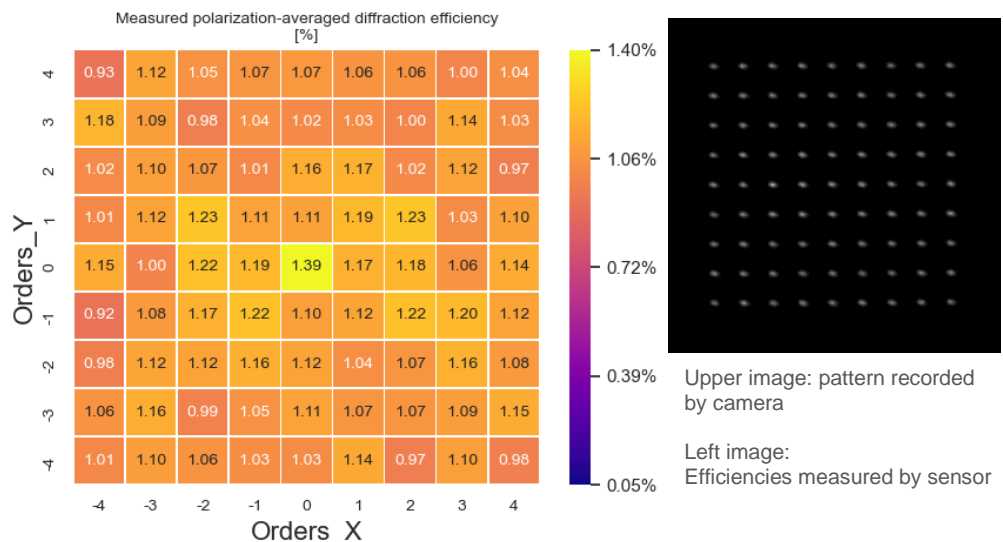 Measured polarization-averaged diffraction efficiency
[%]
Orders_Y
4 0.93 1.12 1.05 1.07 1.07 1.06 1.06 1.00 1.04
3 1.18 1.09 0.98 1.04 1.02 1.03 1.00 1.14 1.03
2 1.02 1.10 1.07 1.01 1.16 1.17 1.02 1.12 0.97
1 1.01 1.12 1.23 1.11 1.11 1.19 1.23 1.03 1.10
0 1.15 1.00 1.22 1.19 1.39 1.17 1.18 1.06 1.14
-1 0.92 1.08 1.17 1.22 1.10 1.12 1.22 1.20 1.12
-2 0.98 1.12 1.12 1.16 1.12 1.04 1.07 1.16 1.08
-3 1.06 1.16 0.99 1.05 1.11 1.07 1.07 1.09 1.15
-4 1.01 1.10 1.06 1.03 1.03 1.14 0.97 1.10 0.98
-4 -3 -2 -1 0 1 2 3 4
Orders_X
1.40%
1.06%
0.72%
0.39%
0.05%
Upper image: pattern recorded
by camera
Left image:
Efficiencies measured by sensor